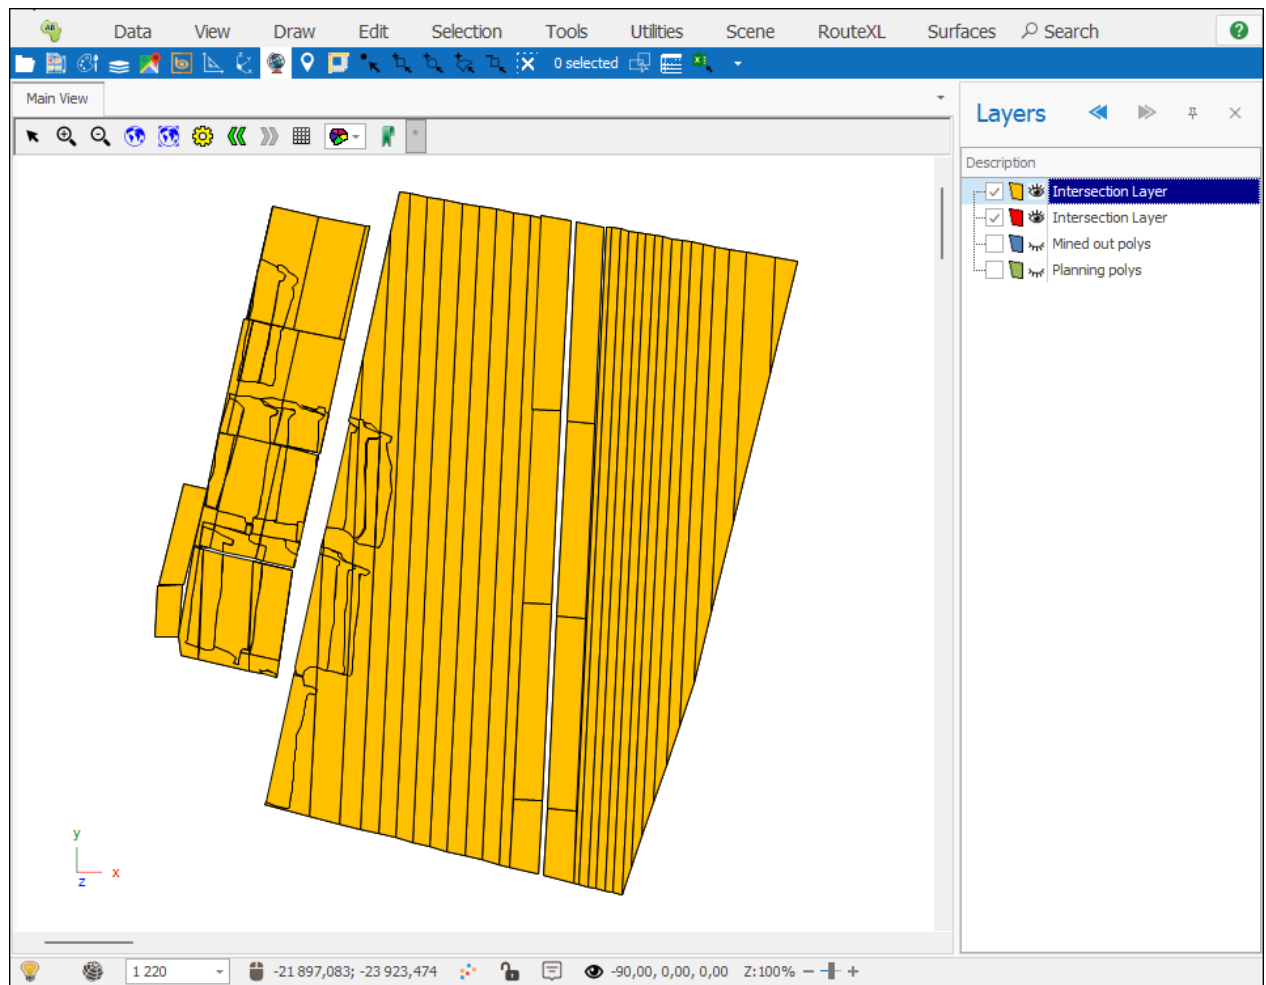 Data View Draw Edit Selection Tools Utilities Scene RouteXL Surfaces Search ?
0 selected
Main View
Layers
Description
Intersection Layer
Intersection Layer
Mined out polys
Planning polys
y
x
z
1 220 -21 897,083; -23 923,474 -90,00, 0,00, 0,00 Z:100%